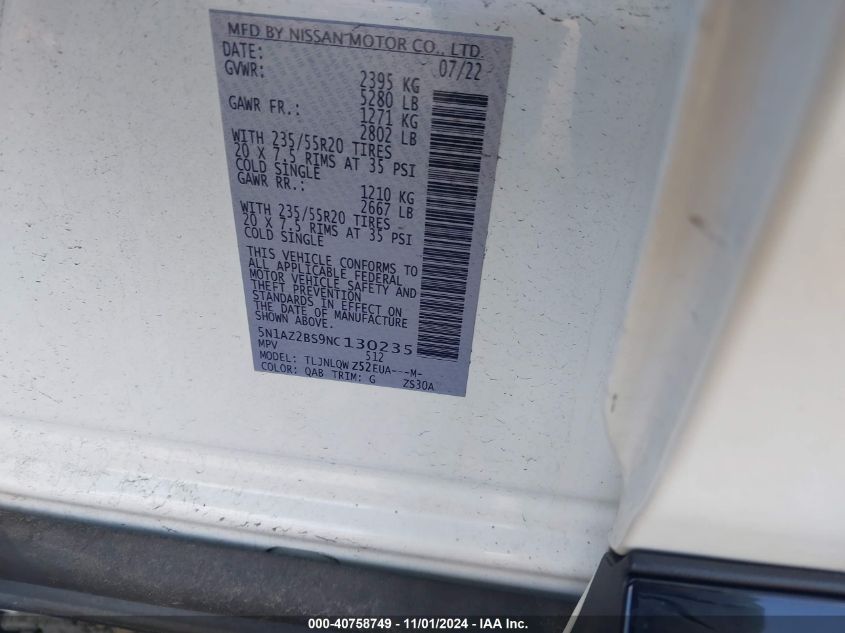 MFD BY NISSAN MOTOR CO., LTD.
DATE: 07/22
GVWR: 2395 KG
5280 LB
GAWR FR.: 1271 KG
2802 LB
WITH 235/55R20 TIRES
20 X 7.5 RIMS AT 35 PSI
COLD SINGLE
GAWR RR.: 1210 KG
2667 LB
WITH 235/55R20 TIRES
20 X 7.5 RIMS AT 35 PSI
COLD SINGLE
THIS VEHICLE CONFORMS TO
ALL APPLICABLE FEDERAL
MOTOR VEHICLE SAFETY AND
THEFT PREVENTION
STANDARDS IN EFFECT ON
THE DATE OF MANUFACTURE
SHOWN ABOVE.
5N1AZ2BS9NC130235
MPV 512
MODEL: TLJNLQW Z52EUA---M-
COLOR: QAB TRIM: G ZS30A
000-40758749 - 11/01/2024 - IAA Inc.